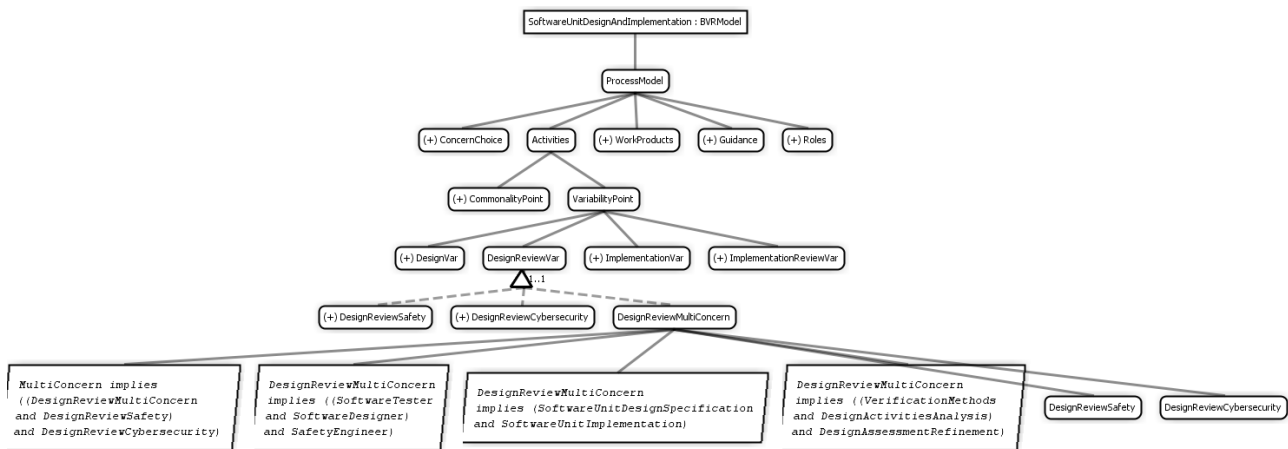 SoftwareUnitDesignAndImplementation : BVRModel
ProcessModel
(+) ConcernChoice
Activities
(+) WorkProducts
(+) Guidance
(+) Roles
(+) CommonalityPoint
VariabilityPoint
(+) DesignVar
DesignReviewVar
(+) ImplementationVar
(+) ImplementationReviewVar
1..1
(+) DesignReviewSafety
(+) DesignReviewCybersecurity
DesignReviewMultiConcern
MultiConcern implies
((DesignReviewMultiConcern
and DesignReviewSafety)
and DesignReviewCybersecurity)
DesignReviewMultiConcern
implies ((SoftwareTester
and SoftwareDesigner)
and SafetyEngineer)
DesignReviewMultiConcern
implies (SoftwareUnitDesignSpecification
and SoftwareUnitImplementation)
DesignReviewMultiConcern
implies ((VerificationMethods
and DesignActivitiesAnalysis)
and DesignAssessmentRefinement)
DesignReviewSafety
DesignReviewCybersecurity